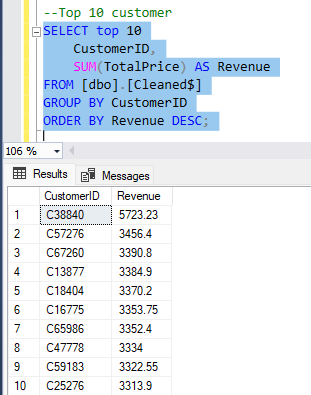 --Top 10 customer
SELECT top 10
CustomerID,
SUM(TotalPrice) AS Revenue
FROM [dbo].[Cleaned$]
GROUP BY CustomerID
ORDER BY Revenue DESC;
106 %
Results Messages
CustomerID Revenue
1 C38840 5723.23
2 C57276 3456.4
3 C67260 3390.8
4 C13877 3384.9
5 C18404 3370.2
6 C16775 3353.75
7 C65986 3352.4
8 C47778 3334
9 C59183 3322.55
10 C25276 3313.9